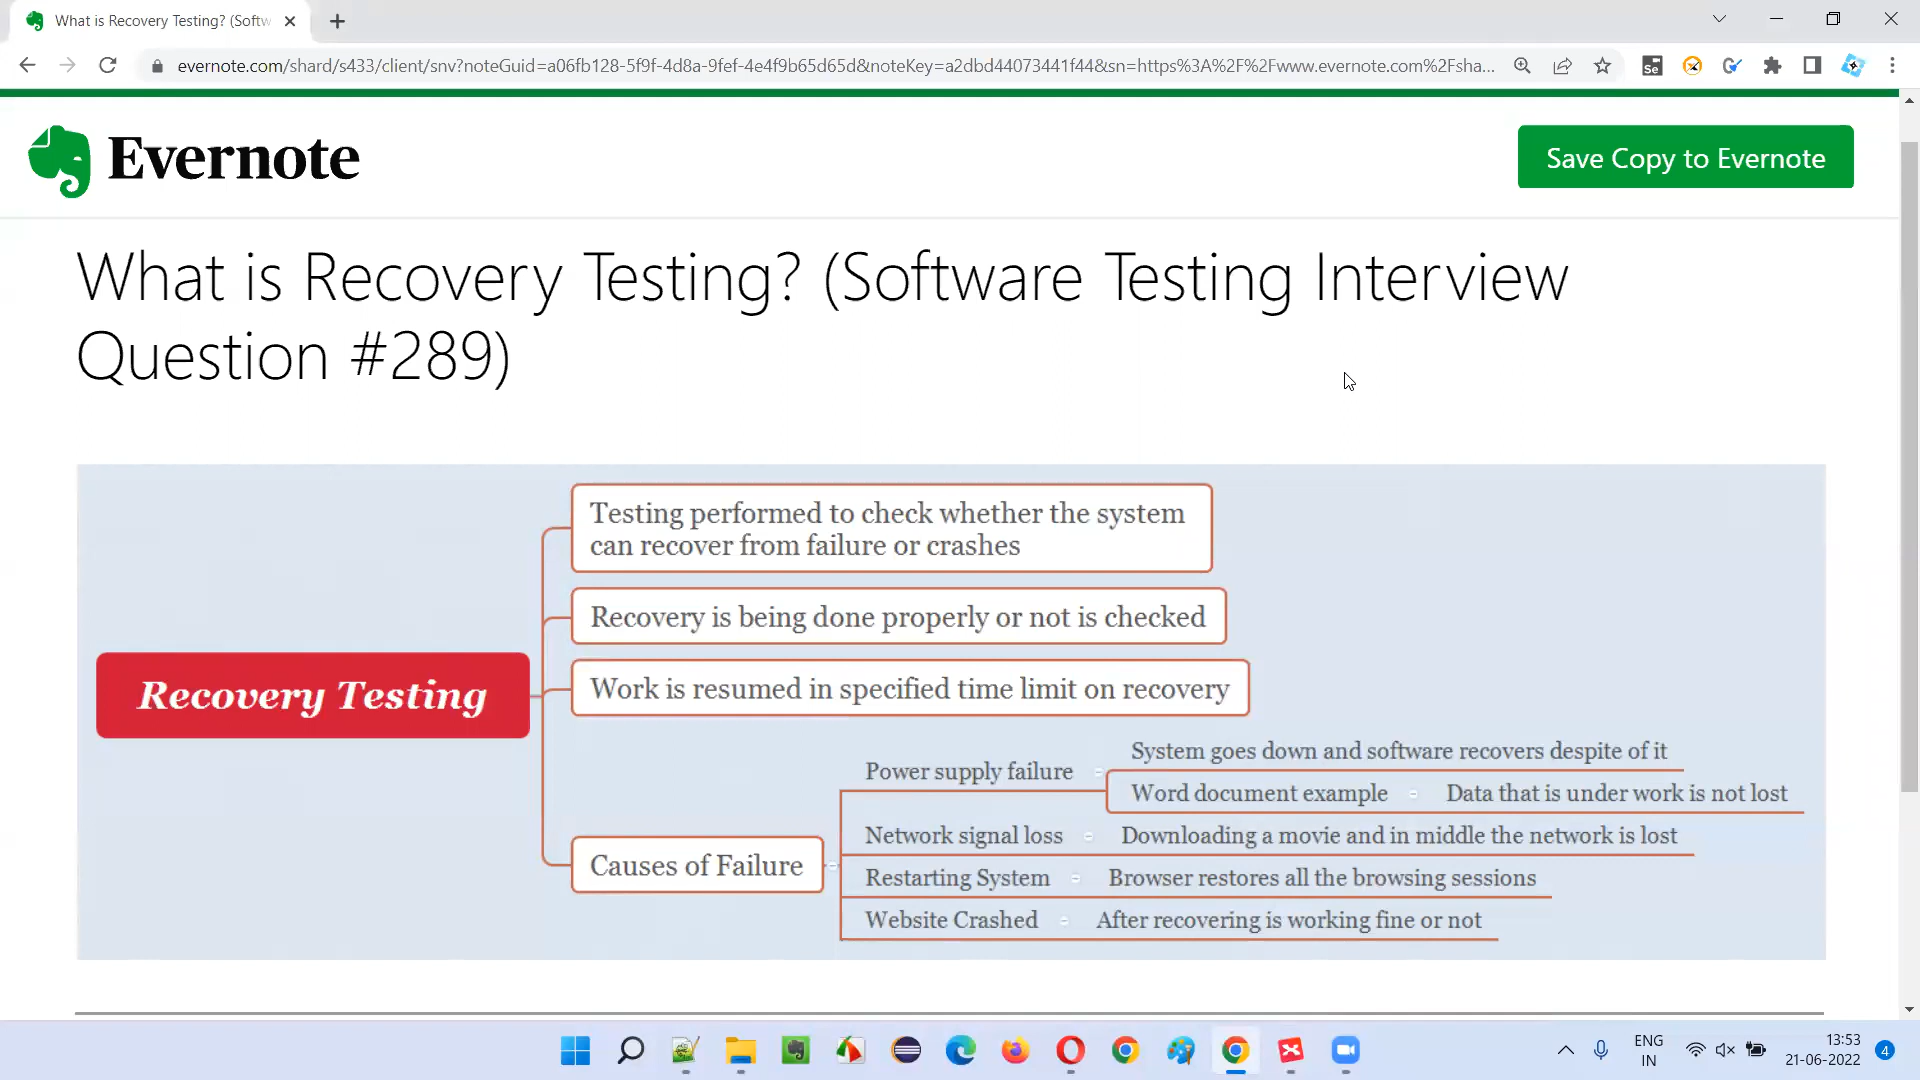 What is Recovery Testing? (Softw
evernote.com/shard/s433/client/snv?noteGuid=a06fb128-5f9f-4d8a-9fef-4e4f9b65d65d&noteKey=a2dbd44073441f44&sn=https%3A%2F%2Fwww.evernote.com%2Fsha...
Se
Evernote
Save Copy to Evernote
What is Recovery Testing? (Software Testing Interview
Question #289)
Testing performed to check whether the system
can recover from failure or crashes
Recovery is being done properly or not is checked
Recovery Testing
Work is resumed in specified time limit on recovery
Causes of Failure
Power supply failure
System goes down and software recovers despite of it
Word document example
Data that is under work is not lost
Network signal loss
Downloading a movie and in middle the network is lost
Restarting System
Browser restores all the browsing sessions
Website Crashed
After recovering is working fine or not
ENG
IN
13:53
21-06-2022
4